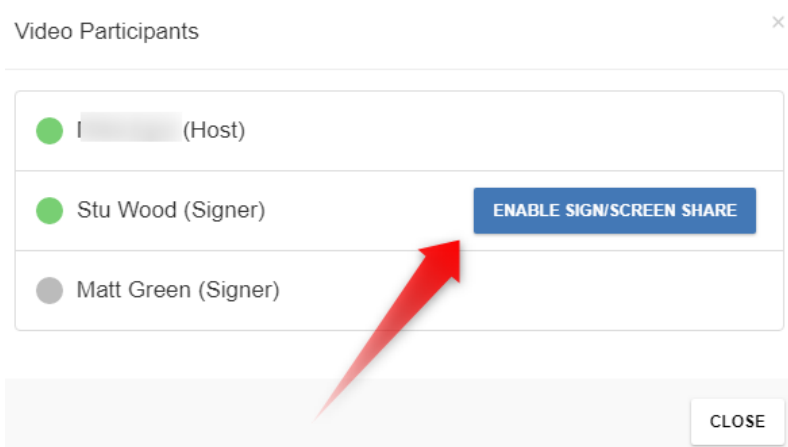 Video Participants
×
(Host)
Stu Wood (Signer)
ENABLE SIGN/SCREEN SHARE
Matt Green (Signer)
CLOSE